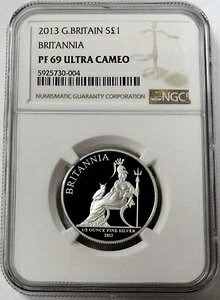 2013 G.BRITAIN S£1
BRITANNIA
PF 69 ULTRA CAMEO
5925730-004
NUMISMATIC GUARANTY CORPORATION
NGC
BRITANNIA
1/2 OUNCE FINE SILVER
2013